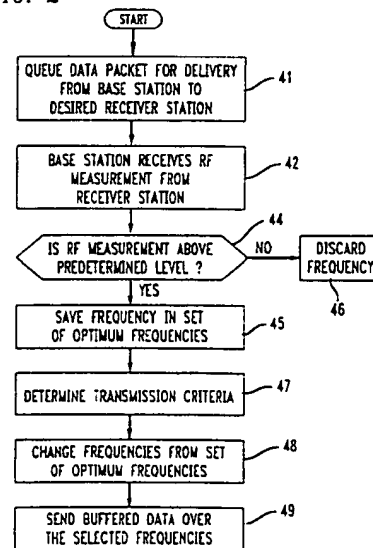 START
QUEUE DATA PACKET FOR DELIVERY
FROM BASE STATION TO
DESIRED RECEIVER STATION
41
BASE STATION RECEIVES RF
MEASUREMENT FROM
RECEIVER STATION
42
44
IS RF MEASUREMENT ABOVE
PREDETERMINED LEVEL ?
NO
DISCARD
FREQUENCY
46
YES
SAVE FREQUENCY IN SET
OF OPTIMUM FREQUENCIES
45
DETERMINE TRANSMISSION CRITERIA
47
CHANGE FREQUENCIES FROM SET
OF OPTIMUM FREQUENCIES
48
SEND BUFFERED DATA OVER
THE SELECTED FREQUENCIES
49